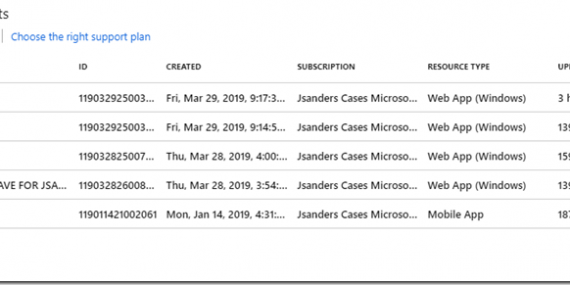 ts
Choose the right support plan
ID CREATED SUBSCRIPTION RESOURCE TYPE UP
119032925003... Fri, Mar 29, 2019, 9:17:3... Jsanders Cases Microso... Web App (Windows) 3 h
119032925003... Fri, Mar 29, 2019, 9:14:5... Jsanders Cases Microso... Web App (Windows) 139
119032825007... Thu, Mar 28, 2019, 4:00:... Jsanders Cases Microso... Web App (Windows) 159
AVE FOR JSA... 119032826008... Thu, Mar 28, 2019, 3:54:... Jsanders Cases Microso... Web App (Windows) 139
119011421002061 Mon, Jan 14, 2019, 4:31:... Jsanders Cases Microso... Mobile App 187